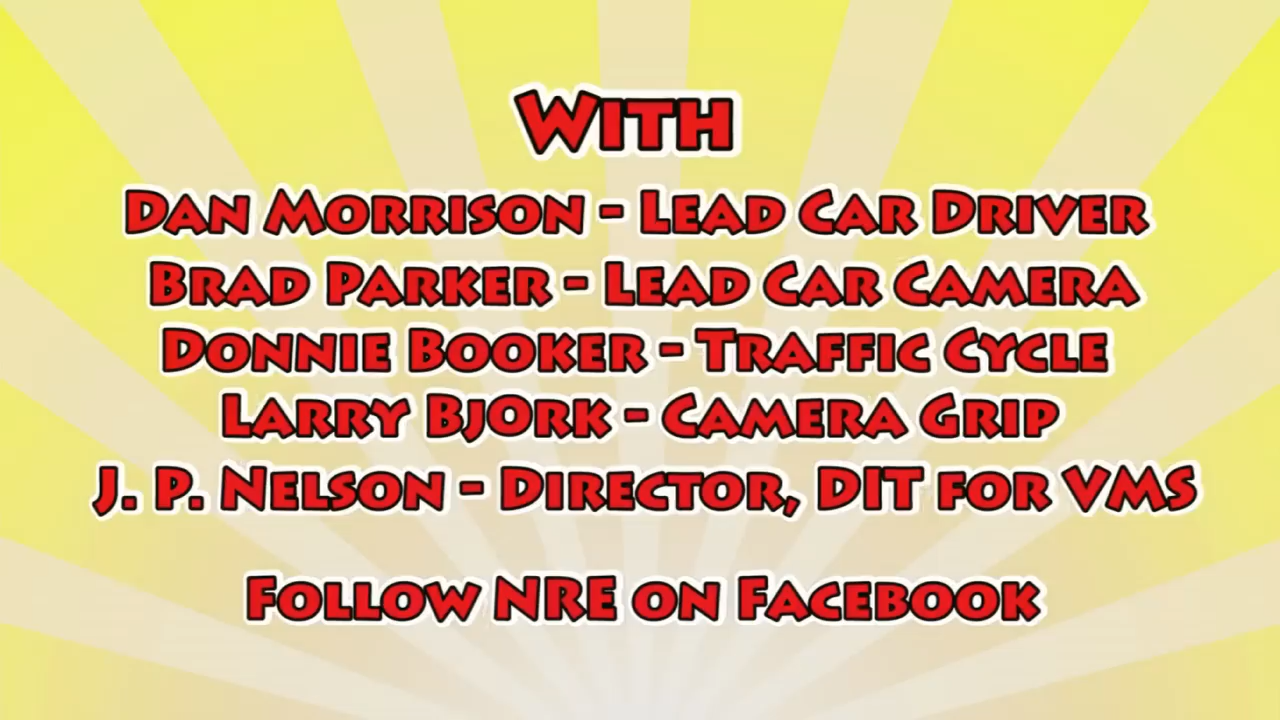 With
Dan Morrison - Lead Car Driver
Brad Parker - Lead Car Camera
Donnie Booker - Traffic Cycle
Larry BjOrk - Camera Grip
J. P. Nelson - Director, DIT for VMS
Follow NRE on Facebook